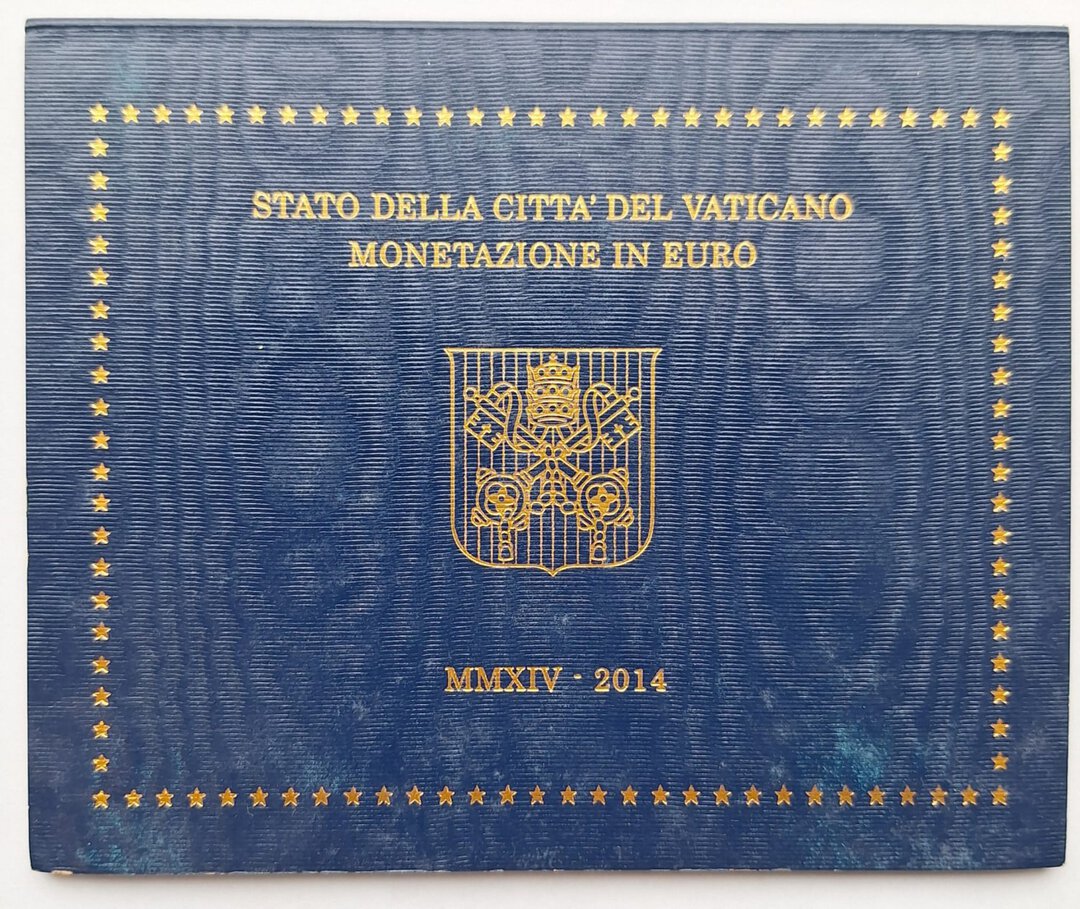 STATO DELLA CITTA' DEL VATICANO
MONETAZIONE IN EURO
MMXIV - 2014